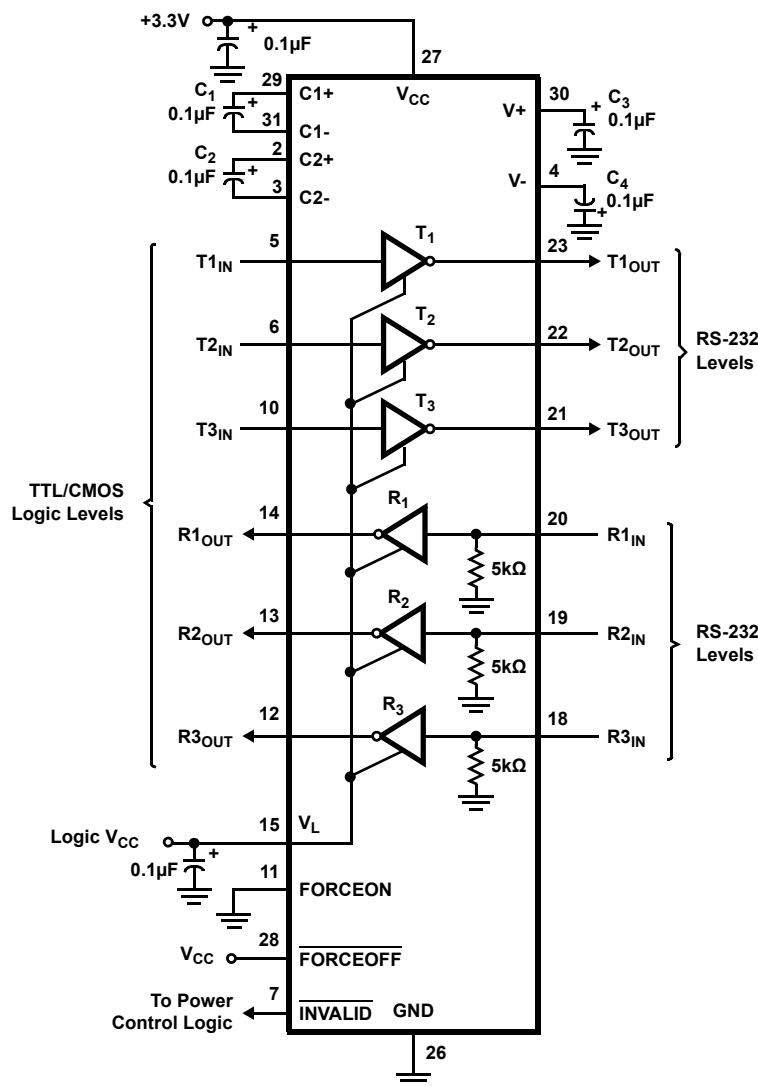 +3.3V
0.1µF
27
29
C1
0.1µF
31
C1+
C1-
VCC
V+
30
C3
0.1µF
2
C2
0.1µF
3
C2+
C2-
V-
4
C4
0.1µF
T1IN
5
T1
23
T1OUT
T2IN
6
T2
22
T2OUT
T3IN
10
T3
21
T3OUT
RS-232
Levels
TTL/CMOS
Logic Levels
R1OUT
14
R1
20
R1IN
5kΩ
R2OUT
13
R2
19
R2IN
5kΩ
R3OUT
12
R3
18
R3IN
5kΩ
RS-232
Levels
Logic VCC
15
VL
0.1µF
11
FORCEON
VCC
28
FORCEOFF
To Power
Control Logic
7
INVALID
GND
26
+
+
+
+
+
+